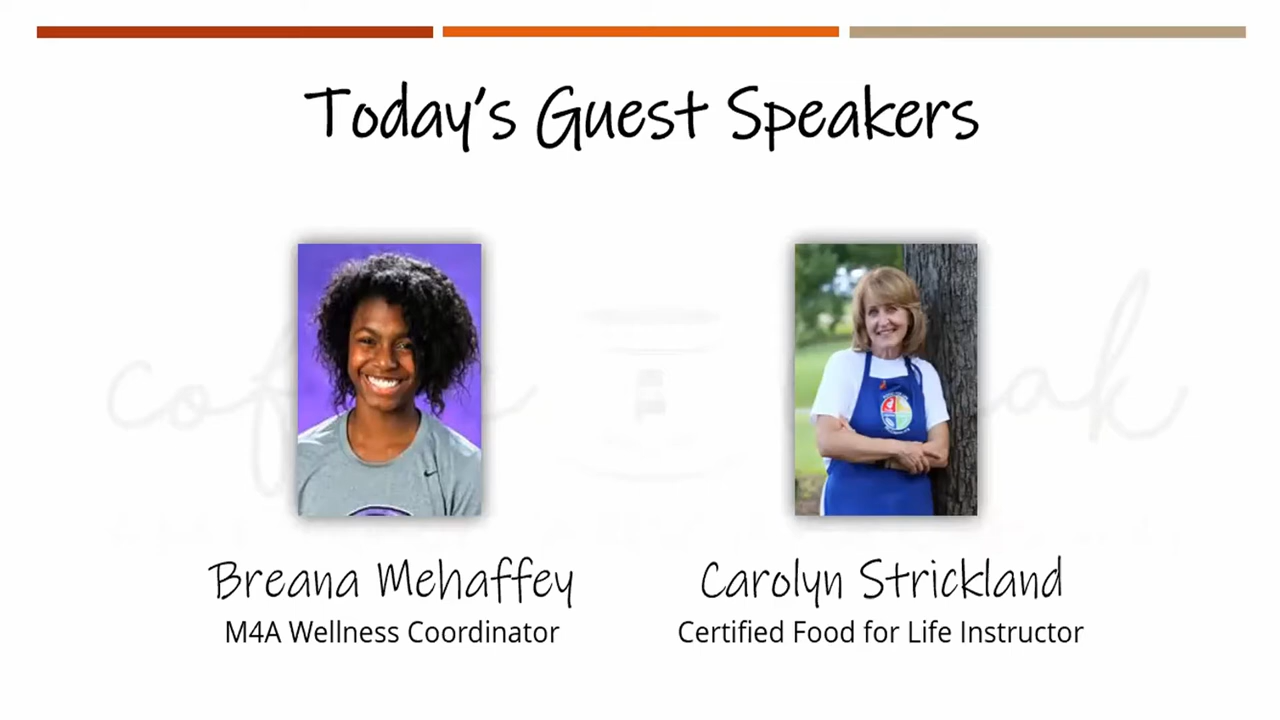 Today's Guest Speakers
Breana Mehaffey
Carolyn Strickland
M4A Wellness Coordinator
Certified Food for Life Instructor